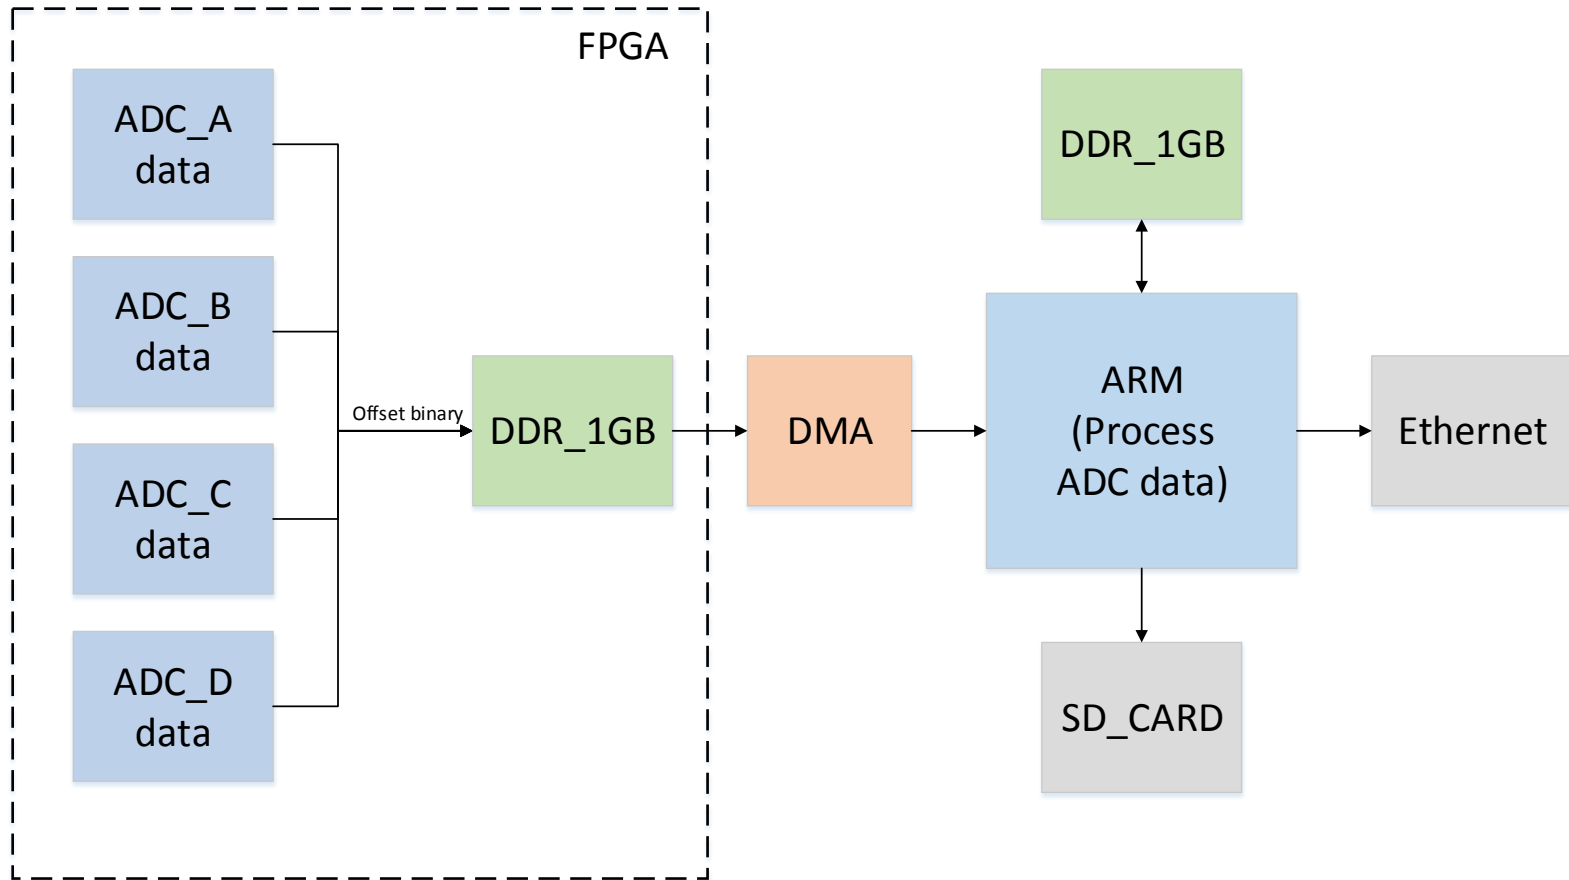 FPGA
ADC_A
data
ADC_B
data
ADC_C
data
ADC_D
data
Offset binary
DDR_1GB
DMA
DDR_1GB
ARM
(Process
ADC data)
Ethernet
SD_CARD